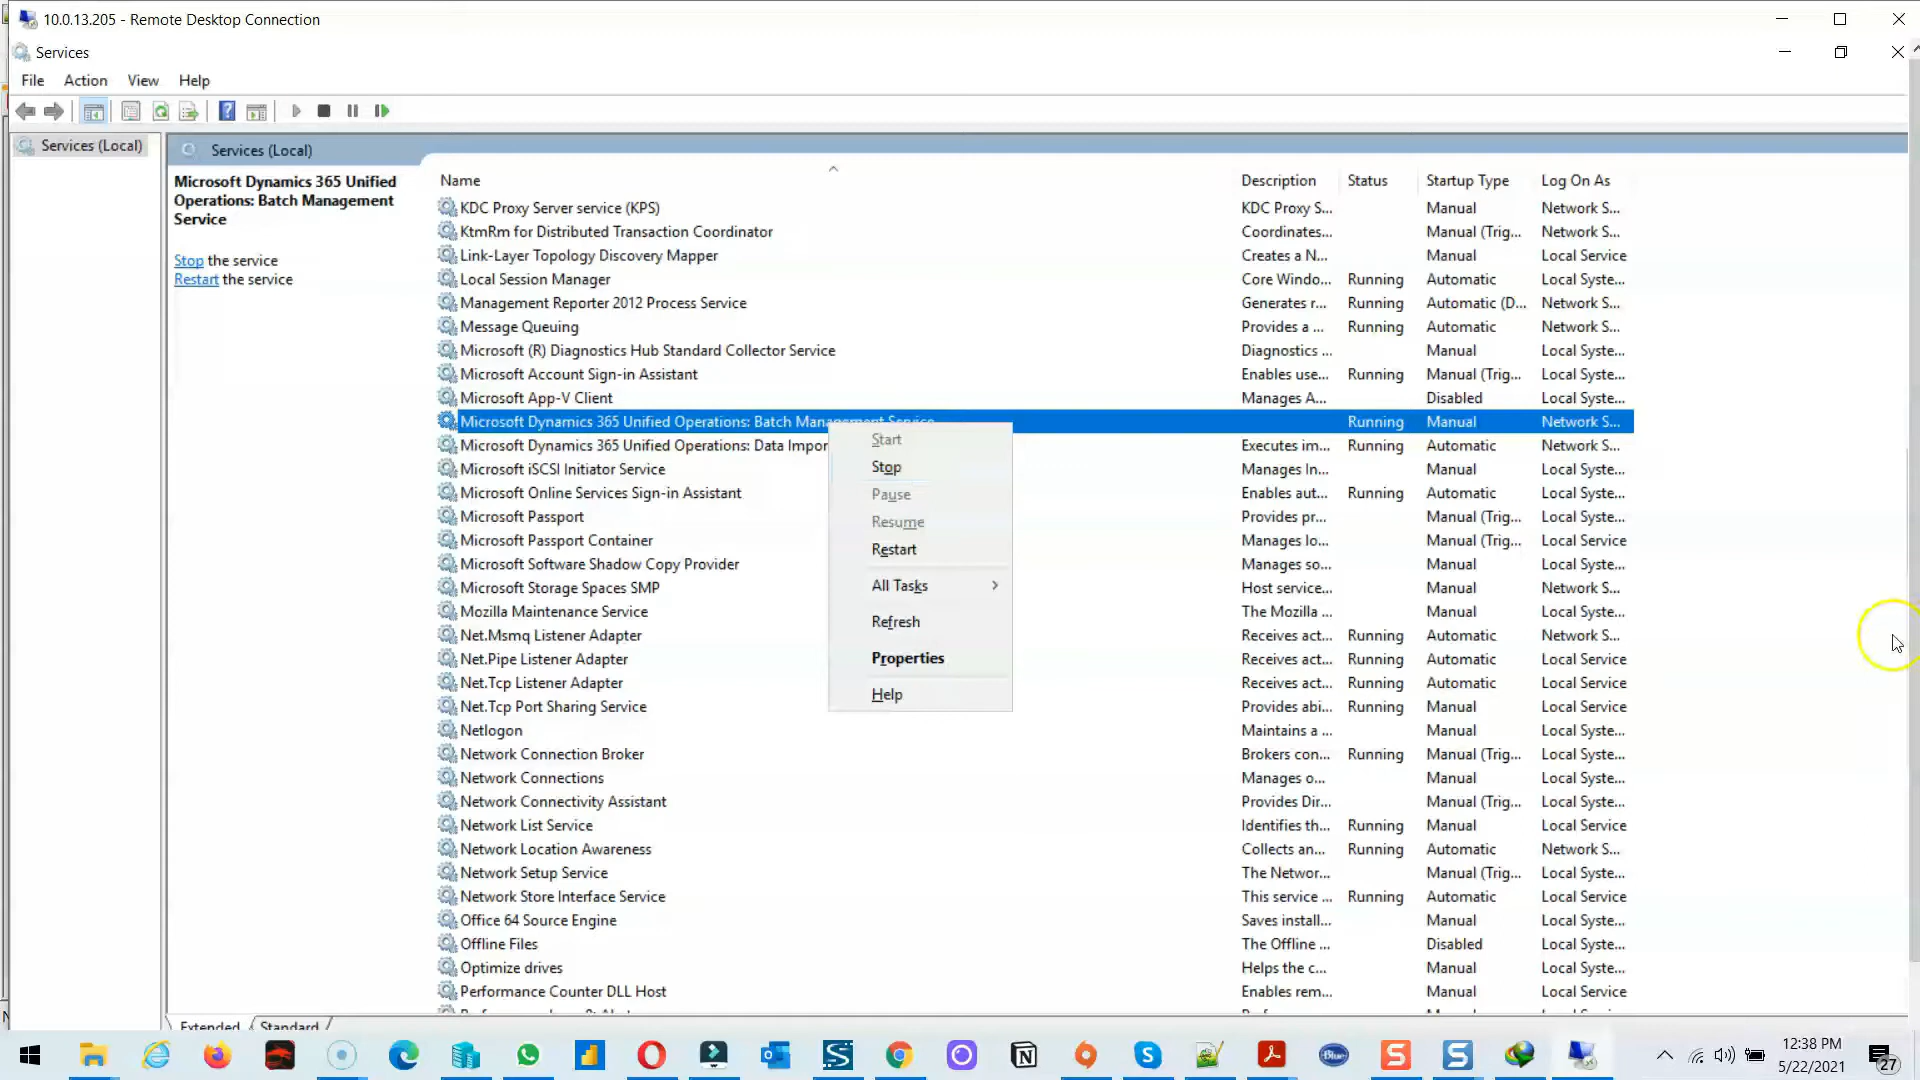 10.0.13.205 - Remote Desktop Connection
Services
File Action View Help
Services (Local)
Services (Local)
Microsoft Dynamics 365 Unified
Operations: Batch Management
Service
Stop the service
Restart the service
Name Description Status Startup Type Log On As
KDC Proxy Server service (KPS) KDC Proxy S... Manual Network S...
KtmRm for Distributed Transaction Coordinator Coordinates... Manual (Trig... Network S...
Link-Layer Topology Discovery Mapper Creates a N... Manual Local Service
Local Session Manager Core Windo... Running Automatic Local Syste...
Management Reporter 2012 Process Service Generates r... Running Automatic (D... Network S...
Message Queuing Provides a ... Running Automatic Network S...
Microsoft (R) Diagnostics Hub Standard Collector Service Diagnostics ... Manual Local Syste...
Microsoft Account Sign-in Assistant Enables use... Running Manual (Trig... Local Syste...
Microsoft App-V Client Manages A... Disabled Local Syste...
Microsoft Dynamics 365 Unified Operations: Batch Management Service Running Manual Network S...
Microsoft Dynamics 365 Unified Operations: Data Impor Executes im... Running Automatic Network S...
Microsoft iSCSI Initiator Service Manages In... Manual Local Syste...
Microsoft Online Services Sign-in Assistant Enables aut... Running Automatic Local Syste...
Microsoft Passport Provides pr... Manual (Trig... Local Syste...
Microsoft Passport Container Manages lo... Manual (Trig... Local Service
Microsoft Software Shadow Copy Provider Manages so... Manual Local Syste...
Microsoft Storage Spaces SMP Host service... Manual Network S...
Mozilla Maintenance Service The Mozilla ... Manual Local Syste...
Net.Msmq Listener Adapter Receives act... Running Automatic Network S...
Net.Pipe Listener Adapter Receives act... Running Automatic Local Service
Net.Tcp Listener Adapter Receives act... Running Automatic Local Service
Net.Tcp Port Sharing Service Provides abi... Running Manual Local Service
Netlogon Maintains a ... Manual Local Syste...
Network Connection Broker Brokers con... Running Manual (Trig... Local Syste...
Network Connections Manages o... Manual Local Syste...
Network Connectivity Assistant Provides Dir... Manual (Trig... Local Syste...
Network List Service Identifies th... Running Manual Local Service
Network Location Awareness Collects an... Running Automatic Network S...
Network Setup Service The Networ... Manual (Trig... Local Syste...
Network Store Interface Service This service ... Running Automatic Local Service
Office 64 Source Engine Saves install... Manual Local Syste...
Offline Files The Offline ... Disabled Local Syste...
Optimize drives Helps the c... Manual Local Syste...
Performance Counter DLL Host Enables rem... Manual Local Service
Start
Stop
Pause
Resume
Restart
All Tasks
Refresh
Properties
Help
Extended Standard
12:38 PM
5/22/2021
27